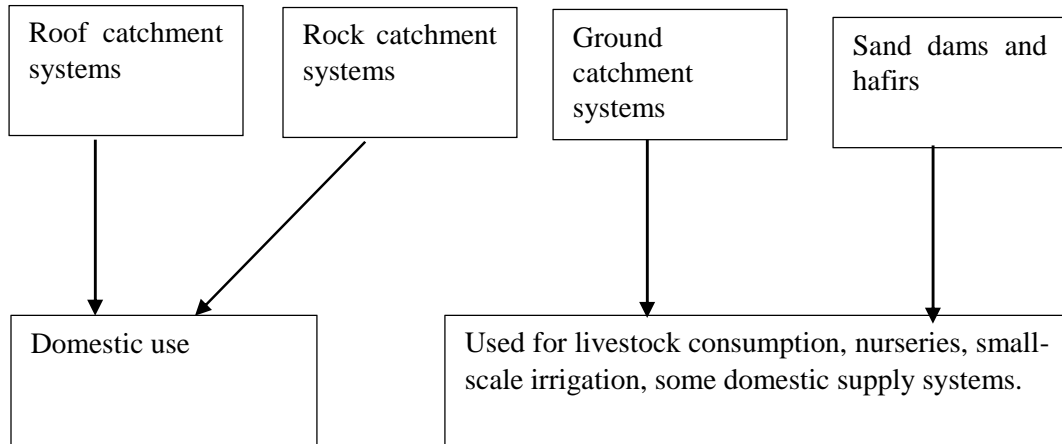 Roof catchment
systems
Rock catchment
systems
Ground
catchment
systems
Sand dams and
hafirs
Domestic use
Used for livestock consumption, nurseries, small-
scale irrigation, some domestic supply systems.